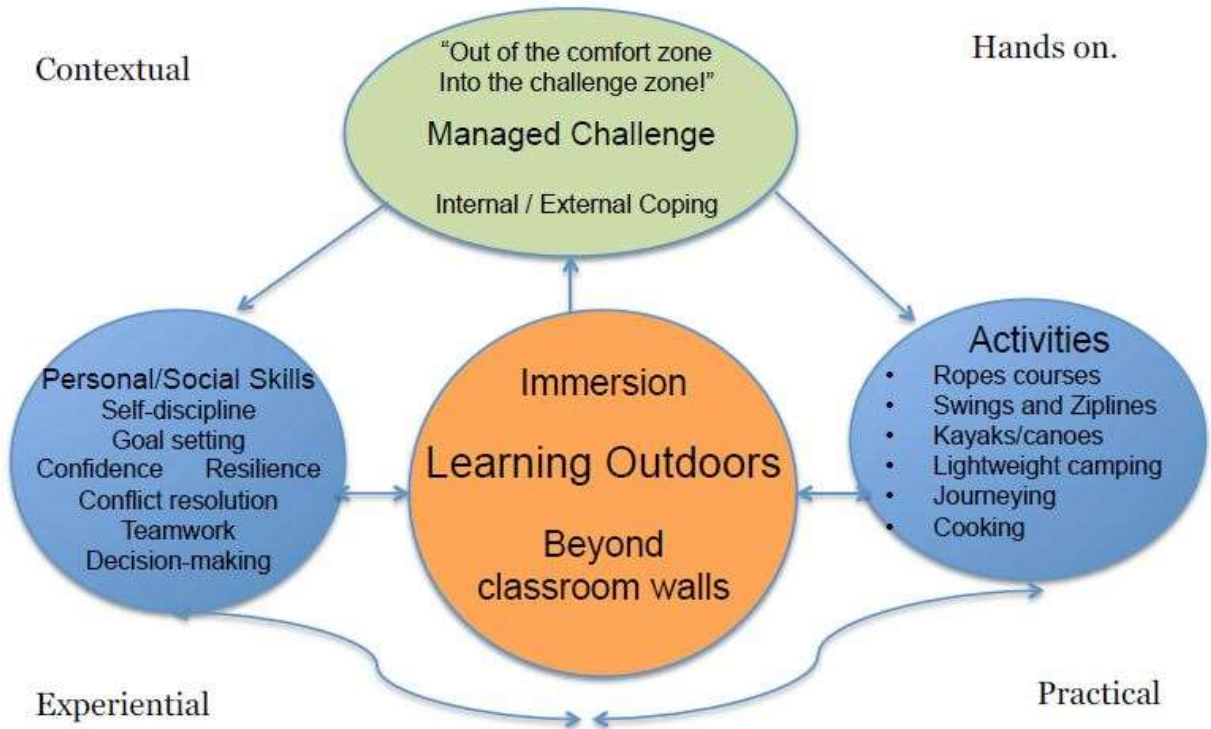 Contextual
Hands on.
“Out of the comfort zone
Into the challenge zone!”
Managed Challenge
Internal / External Coping
Personal/Social Skills
Self-discipline
Goal setting
Confidence Resilience
Conflict resolution
Teamwork
Decision-making
Immersion
Learning Outdoors
Beyond
classroom walls
Activities
• Ropes courses
• Swings and Ziplines
• Kayaks/canoes
• Lightweight camping
• Journeying
• Cooking
Experiential
Practical